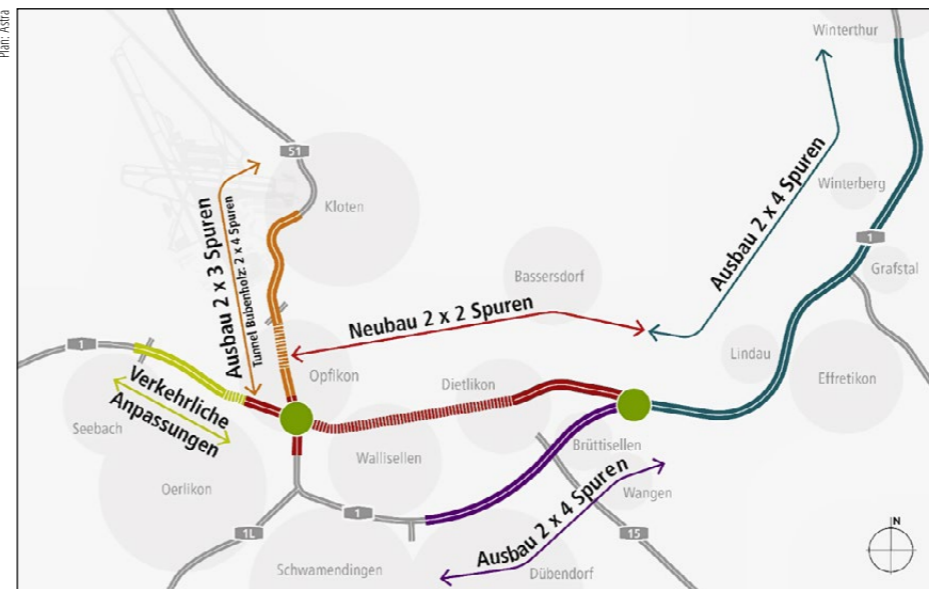 Plan: Astra
Winterthur
51
Kloten
Ausbau 2 x 3 Spuren
Tunnel Bubenholz: 2 x 4 Spuren
Ausbau 2 x 4 Spuren
Winterberg
1
Grafstal
Bassersdorf
Neubau 2 x 2 Spuren
1
Verkehrliche
Anpassungen
Opfikon
Dietlikon
Lindau
Effretikon
Seebach
Wallisellen
Brüttisellen
Oerlikon
Wangen
1
Ausbau 2 x 4 Spuren
1L
15
Schwamendingen
Dübendorf
N